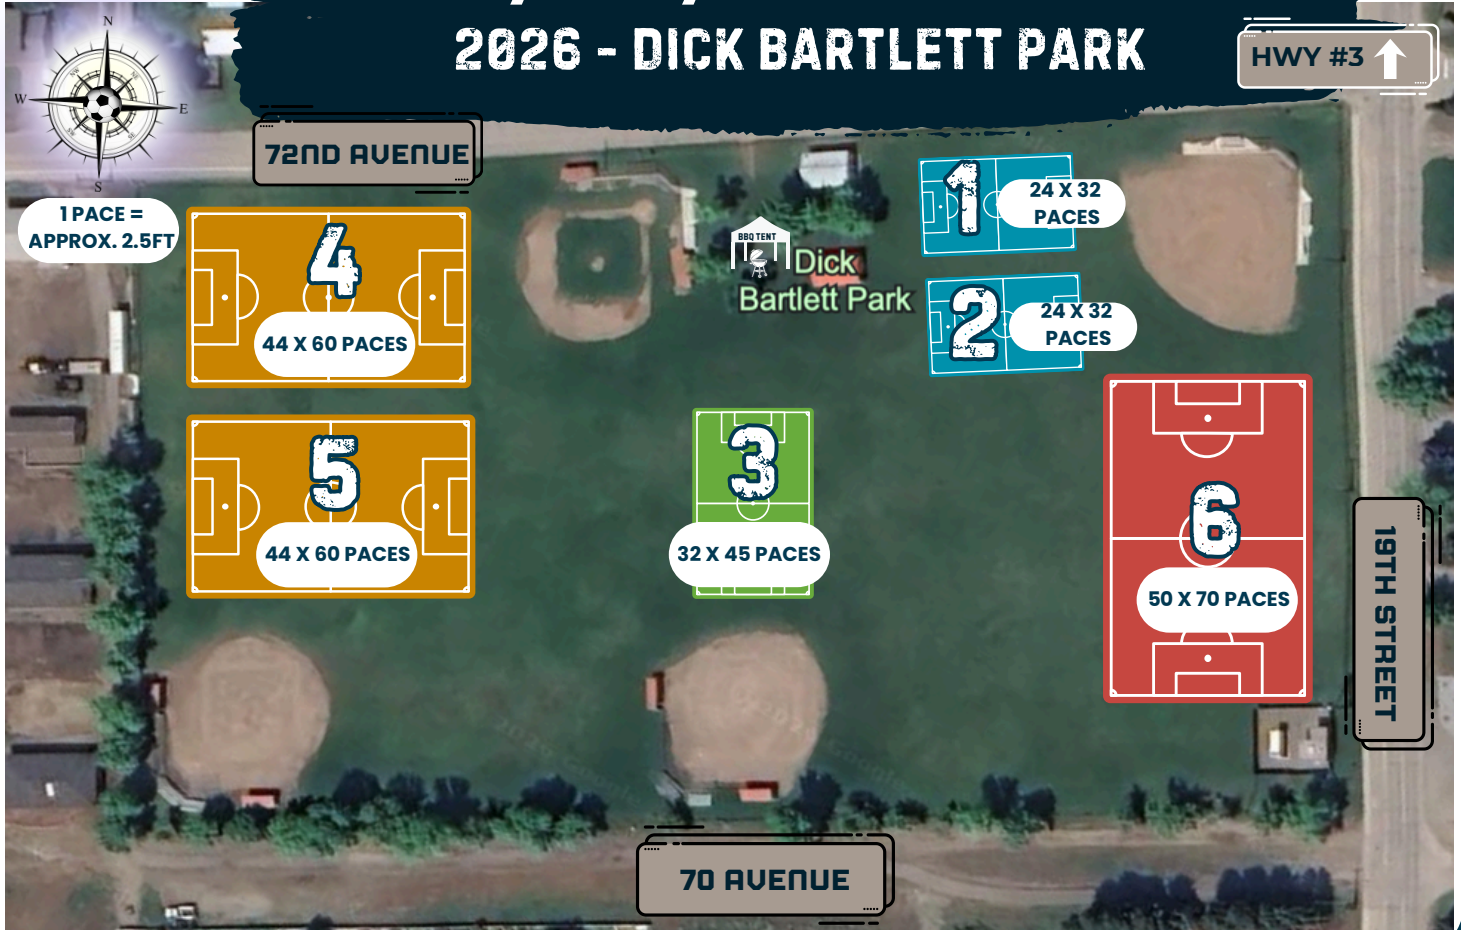 2026 - DICK BARTLETT PARK
HWY #3
N
W
E
S
72ND AVENUE
1 PACE =
APPROX. 2.5FT
4
44 X 60 PACES
5
44 X 60 PACES
BBQ TENT
Dick
Bartlett Park
1
24 X 32
PACES
2
24 X 32
PACES
3
32 X 45 PACES
6
50 X 70 PACES
19TH STREET
70 AVENUE